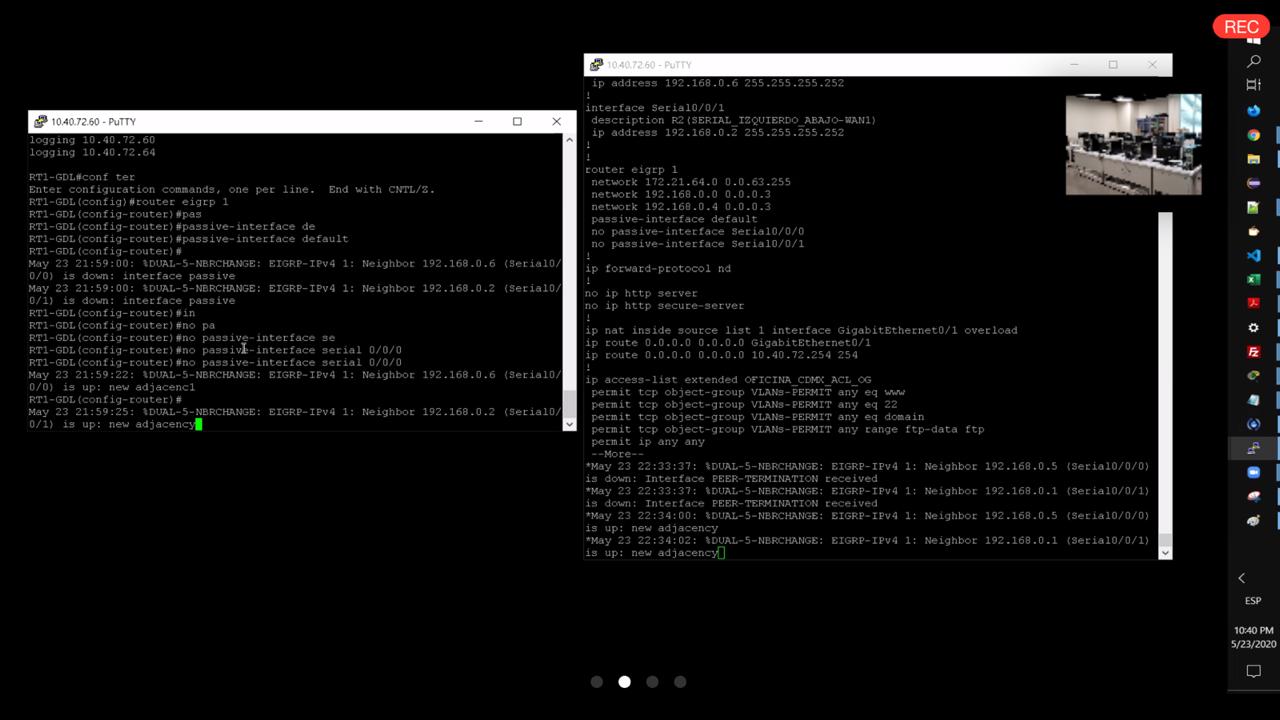 REC
10.40.72.60 - PuTTY
logging 10.40.72.60
logging 10.40.72.64
RT1-GDL#conf ter
Enter configuration commands, one per line.  End with CNTL/Z.
RT1-GDL(config)#router eigrp 1
RT1-GDL(config-router)#pas
RT1-GDL(config-router)#passive-interface de
RT1-GDL(config-router)#passive-interface default
RT1-GDL(config-router)#
May 23 21:59:00: %DUAL-5-NBRCHANGE: EIGRP-IPv4 1: Neighbor 192.168.0.6 (Serial0/
0/0) is down: interface passive
May 23 21:59:00: %DUAL-5-NBRCHANGE: EIGRP-IPv4 1: Neighbor 192.168.0.2 (Serial0/
0/1) is down: interface passive
RT1-GDL(config-router)#in
RT1-GDL(config-router)#no pa
RT1-GDL(config-router)#no passive-interface se
RT1-GDL(config-router)#no passive-interface serial 0/0/0
RT1-GDL(config-router)#no passive-interface serial 0/0/0
May 23 21:59:22: %DUAL-5-NBRCHANGE: EIGRP-IPv4 1: Neighbor 192.168.0.6 (Serial0/
0/0) is up: new adjacenc1
RT1-GDL(config-router)#
May 23 21:59:25: %DUAL-5-NBRCHANGE: EIGRP-IPv4 1: Neighbor 192.168.0.2 (Serial0/
0/1) is up: new adjacency
10.40.72.60 - PuTTY
ip address 192.168.0.6 255.255.255.252
!
interface Serial0/0/1
description R2(SERIAL_IZQUIERDO_ABAJO-WAN1)
ip address 192.168.0.2 255.255.255.252
!
!
router eigrp 1
network 172.21.64.0 0.0.63.255
network 192.168.0.0 0.0.0.3
network 192.168.0.4 0.0.0.3
passive-interface default
no passive-interface Serial0/0/0
no passive-interface Serial0/0/1
!
ip forward-protocol nd
!
no ip http server
no ip http secure-server
!
ip nat inside source list 1 interface GigabitEthernet0/1 overload
ip route 0.0.0.0 0.0.0.0 GigabitEthernet0/1
ip route 0.0.0.0 0.0.0.0 10.40.72.254 254
!
ip access-list extended OFICINA_CDMX_ACL_OG
permit tcp object-group VLANs-PERMIT any eq www
permit tcp object-group VLANs-PERMIT any eq 22
permit tcp object-group VLANs-PERMIT any eq domain
permit tcp object-group VLANs-PERMIT any range ftp-data ftp
permit ip any any
--More--
*May 23 22:33:37: %DUAL-5-NBRCHANGE: EIGRP-IPv4 1: Neighbor 192.168.0.5 (Serial0/0/0)
is down: Interface PEER-TERMINATION received
*May 23 22:33:37: %DUAL-5-NBRCHANGE: EIGRP-IPv4 1: Neighbor 192.168.0.1 (Serial0/0/1)
is down: Interface PEER-TERMINATION received
*May 23 22:34:00: %DUAL-5-NBRCHANGE: EIGRP-IPv4 1: Neighbor 192.168.0.5 (Serial0/0/0)
is up: new adjacency
*May 23 22:34:02: %DUAL-5-NBRCHANGE: EIGRP-IPv4 1: Neighbor 192.168.0.1 (Serial0/0/1)
is up: new adjacency
ESP
10:40 PM
5/23/2020